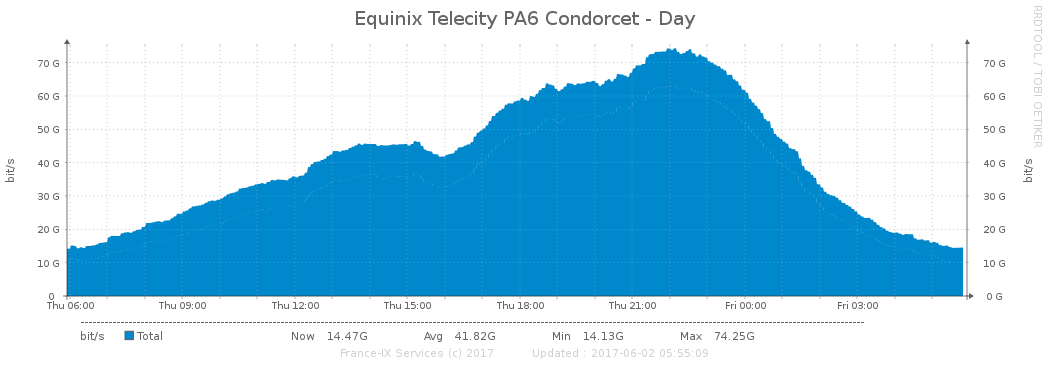 Equinix Telecity PA6 Condorcet - Day
RRDTOOL / TOBI OETIKER
bit/s
bit/s
70 G 70 G
60 G 60 G
50 G 50 G
40 G 40 G
30 G 30 G
20 G 20 G
10 G 10 G
0 0 G
Thu 06:00 Thu 09:00 Thu 12:00 Thu 15:00 Thu 18:00 Thu 21:00 Fri 00:00 Fri 03:00
bit/s Total Now 14.47G Avg 41.82G Min 14.13G Max 74.25G
France-IX Services (c) 2017 Updated : 2017-06-02 05:55:09